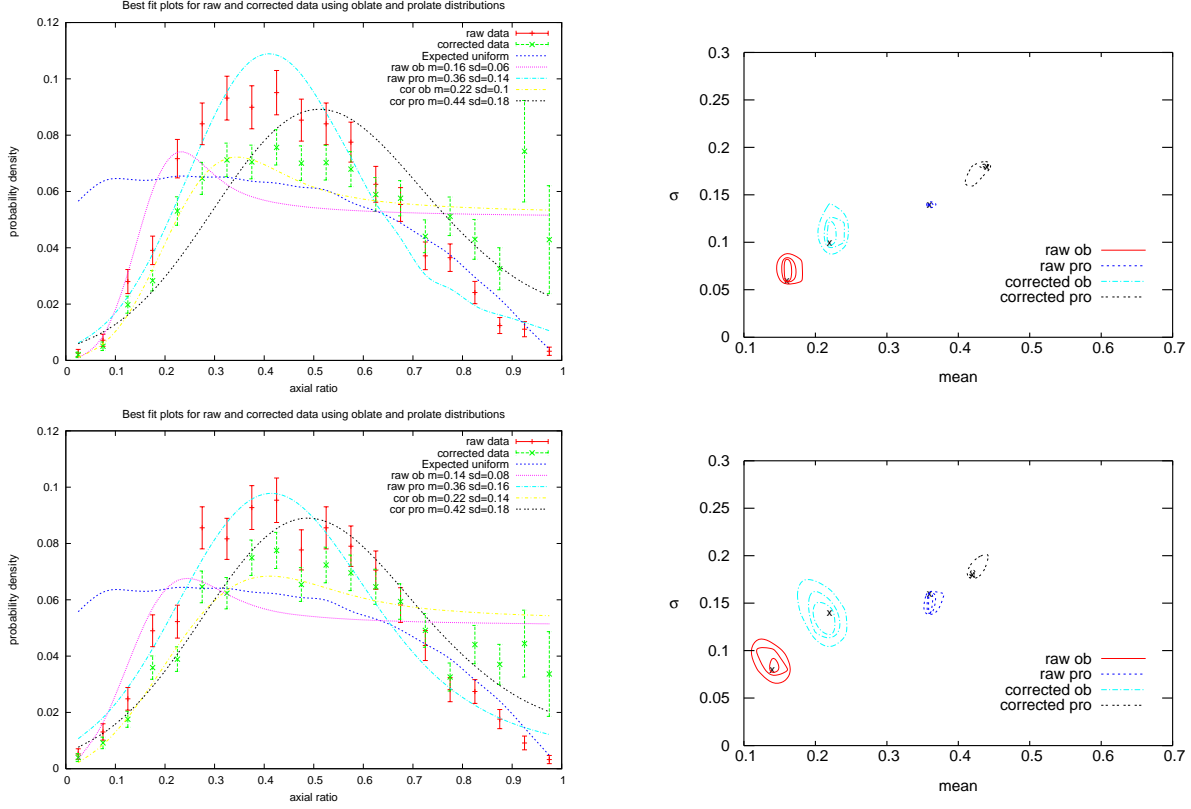 Best fit plots for raw and corrected data using oblate and prolate distributions
0.12
0.1
0.08
0.06
0.04
0.02
0
probability density
raw data
corrected data
Expected uniform
raw ob m=0.16 sd=0.06
raw pro m=0.36 sd=0.14
cor ob m=0.22 sd=0.1
cor pro m=0.44 sd=0.18
0 0.1 0.2 0.3 0.4 0.5 0.6 0.7 0.8 0.9 1
axial ratio
0.3
0.25
0.2
0.15
0.1
0.05
0
σ
raw ob
raw pro
corrected ob
corrected pro
0.1 0.2 0.3 0.4 0.5 0.6 0.7
mean
Best fit plots for raw and corrected data using oblate and prolate distributions
0.12
0.1
0.08
0.06
0.04
0.02
0
probability density
raw data
corrected data
Expected uniform
raw ob m=0.14 sd=0.08
raw pro m=0.36 sd=0.16
cor ob m=0.22 sd=0.14
cor pro m=0.42 sd=0.18
0 0.1 0.2 0.3 0.4 0.5 0.6 0.7 0.8 0.9 1
axial ratio
0.3
0.25
0.2
0.15
0.1
0.05
0
σ
raw ob
raw pro
corrected ob
corrected pro
0.1 0.2 0.3 0.4 0.5 0.6 0.7
mean